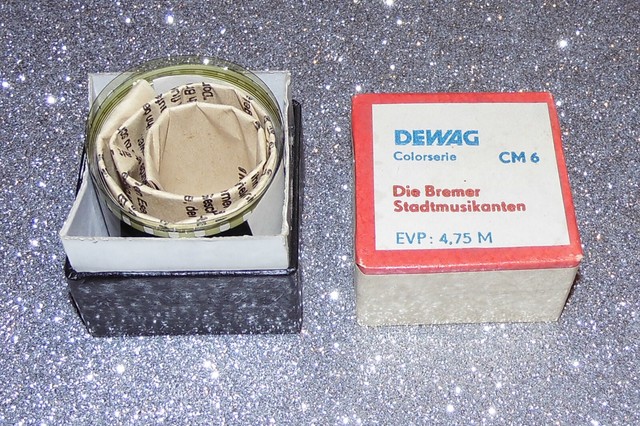 DEWAG
Colorserie CM 6
Die Bremer
Stadtmusikanten
EVP: 4,75 M